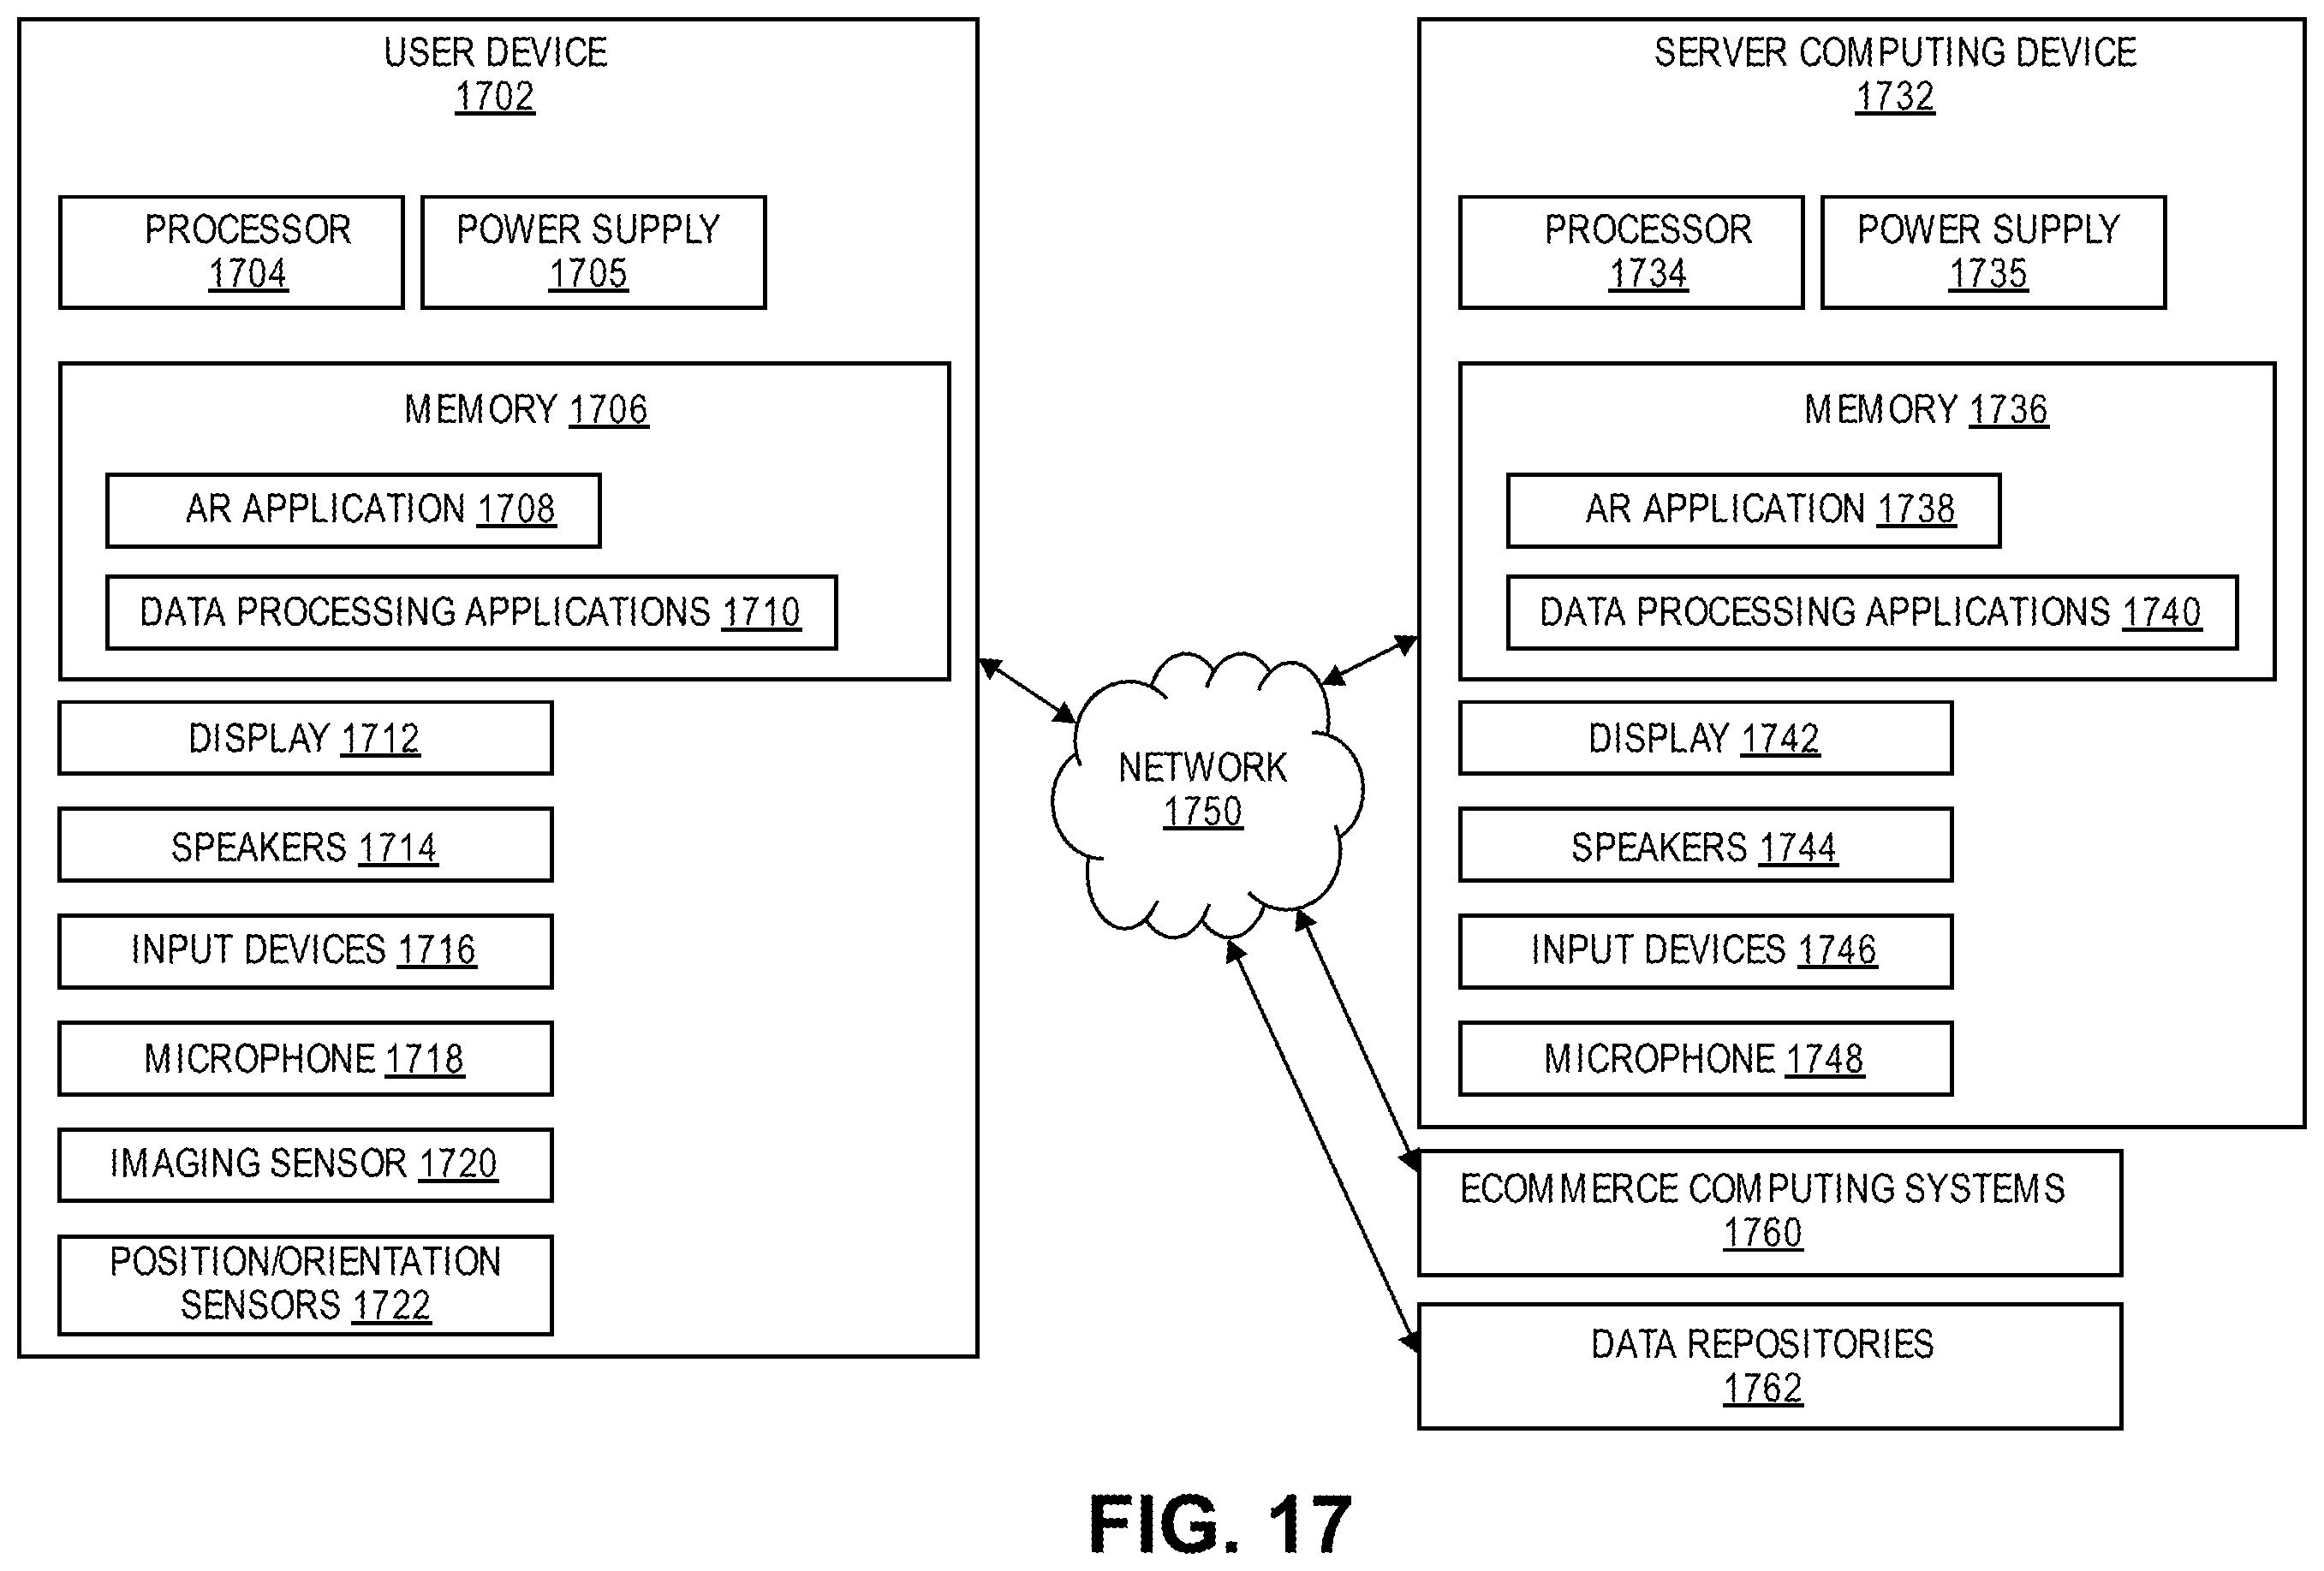 USER DEVICE
1702
PROCESSOR
1704
POWER SUPPLY
1705
MEMORY 1706
AR APPLICATION 1708
DATA PROCESSING APPLICATIONS 1710
DISPLAY 1712
SPEAKERS 1714
INPUT DEVICES 1716
MICROPHONE 1718
IMAGING SENSOR 1720
POSITION/ORIENTATION
SENSORS 1722
NETWORK
1750
SERVER COMPUTING DEVICE
1732
PROCESSOR
1734
POWER SUPPLY
1735
MEMORY 1736
AR APPLICATION 1738
DATA PROCESSING APPLICATIONS 1740
DISPLAY 1742
SPEAKERS 1744
INPUT DEVICES 1746
MICROPHONE 1748
ECOMMERCE COMPUTING SYSTEMS
1760
DATA REPOSITORIES
1762
FIG. 17